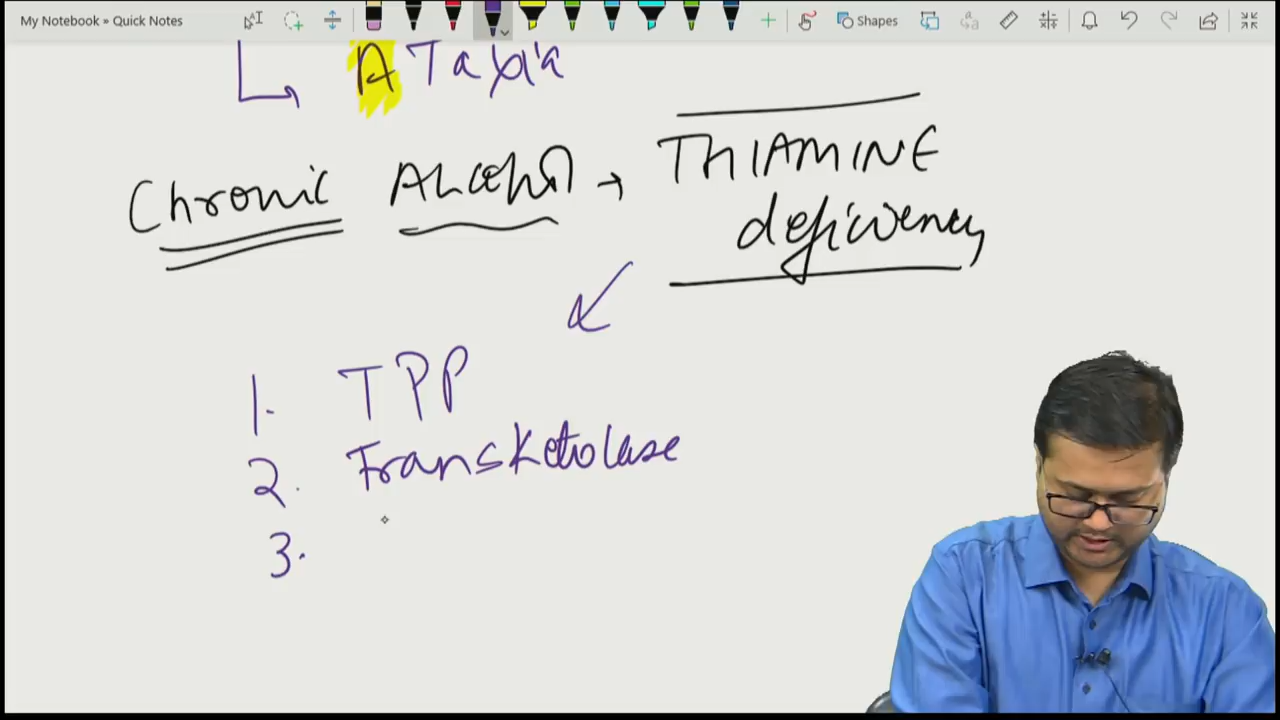 My Notebook » Quick Notes
Shapes
ATaxia
Chronic Alcohol → THIAMINE
deficiency
1. TPP
2. Transketolase
3.